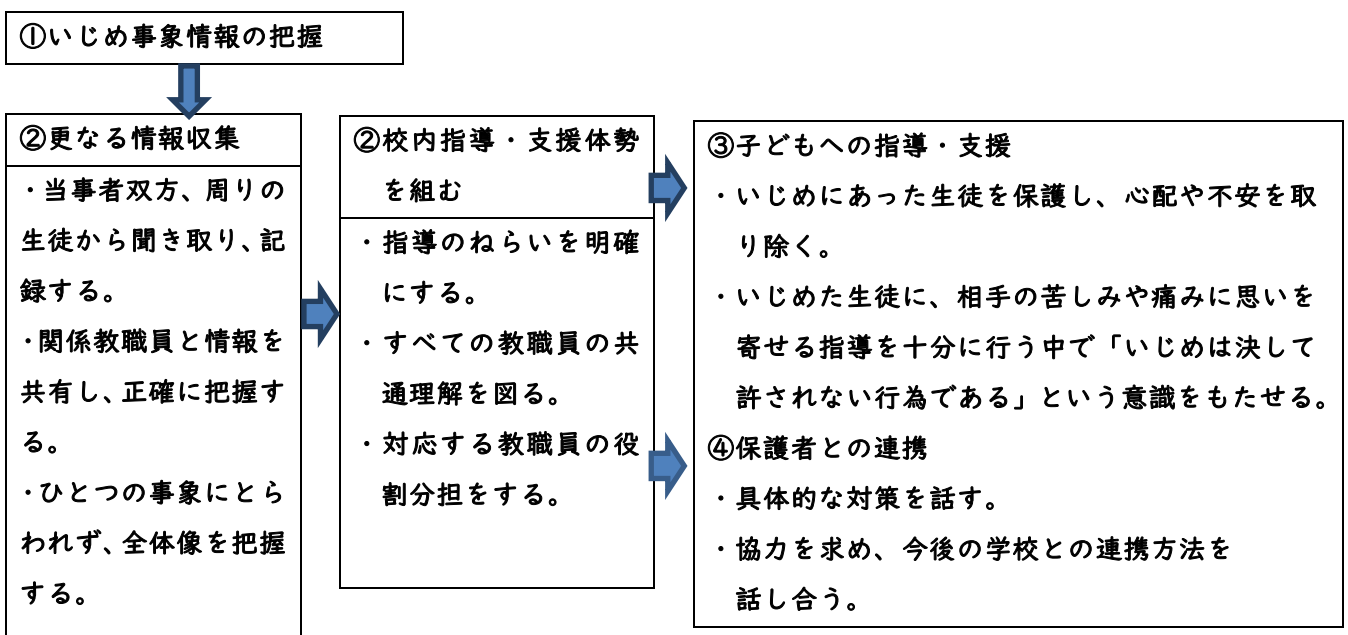 ①いじめ事象情報の把握
②更なる情報収集
・当事者双方、周りの
生徒から聞き取り、記
録する。
・関係教職員と情報を
共有し、正確に把握す
る。
・ひとつの事象にとら
われず、全体像を把握
する。
②校内指導・支援体勢
を組む
・指導のねらいを明確
にする。
・すべての教職員の共
通理解を図る。
・対応する教職員の役
割分担をする。
③子どもへの指導・支援
・いじめにあった生徒を保護し、心配や不安を取
り除く。
・いじめた生徒に、相手の苦しみや痛みに思いを
寄せる指導を十分に行う中で「いじめは決して
許されない行為である」という意識をもたせる。
④保護者との連携
・具体的な対策を話す。
・協力を求め、今後の学校との連携方法を
話し合う。